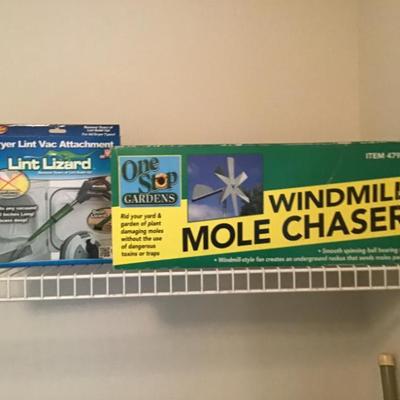 yer Lint Vac Attachment
Lint Lizard
One Stop
GARDENS
Rid your yard &
garden of plant
damaging moles
without the use
of dangerous
toxins or traps
ITEM 479
WINDMILL
MOLE CHASER
• Smooth spinning ball bearing
• Windmill-style fan creates an underground ruckus that sends moles pa